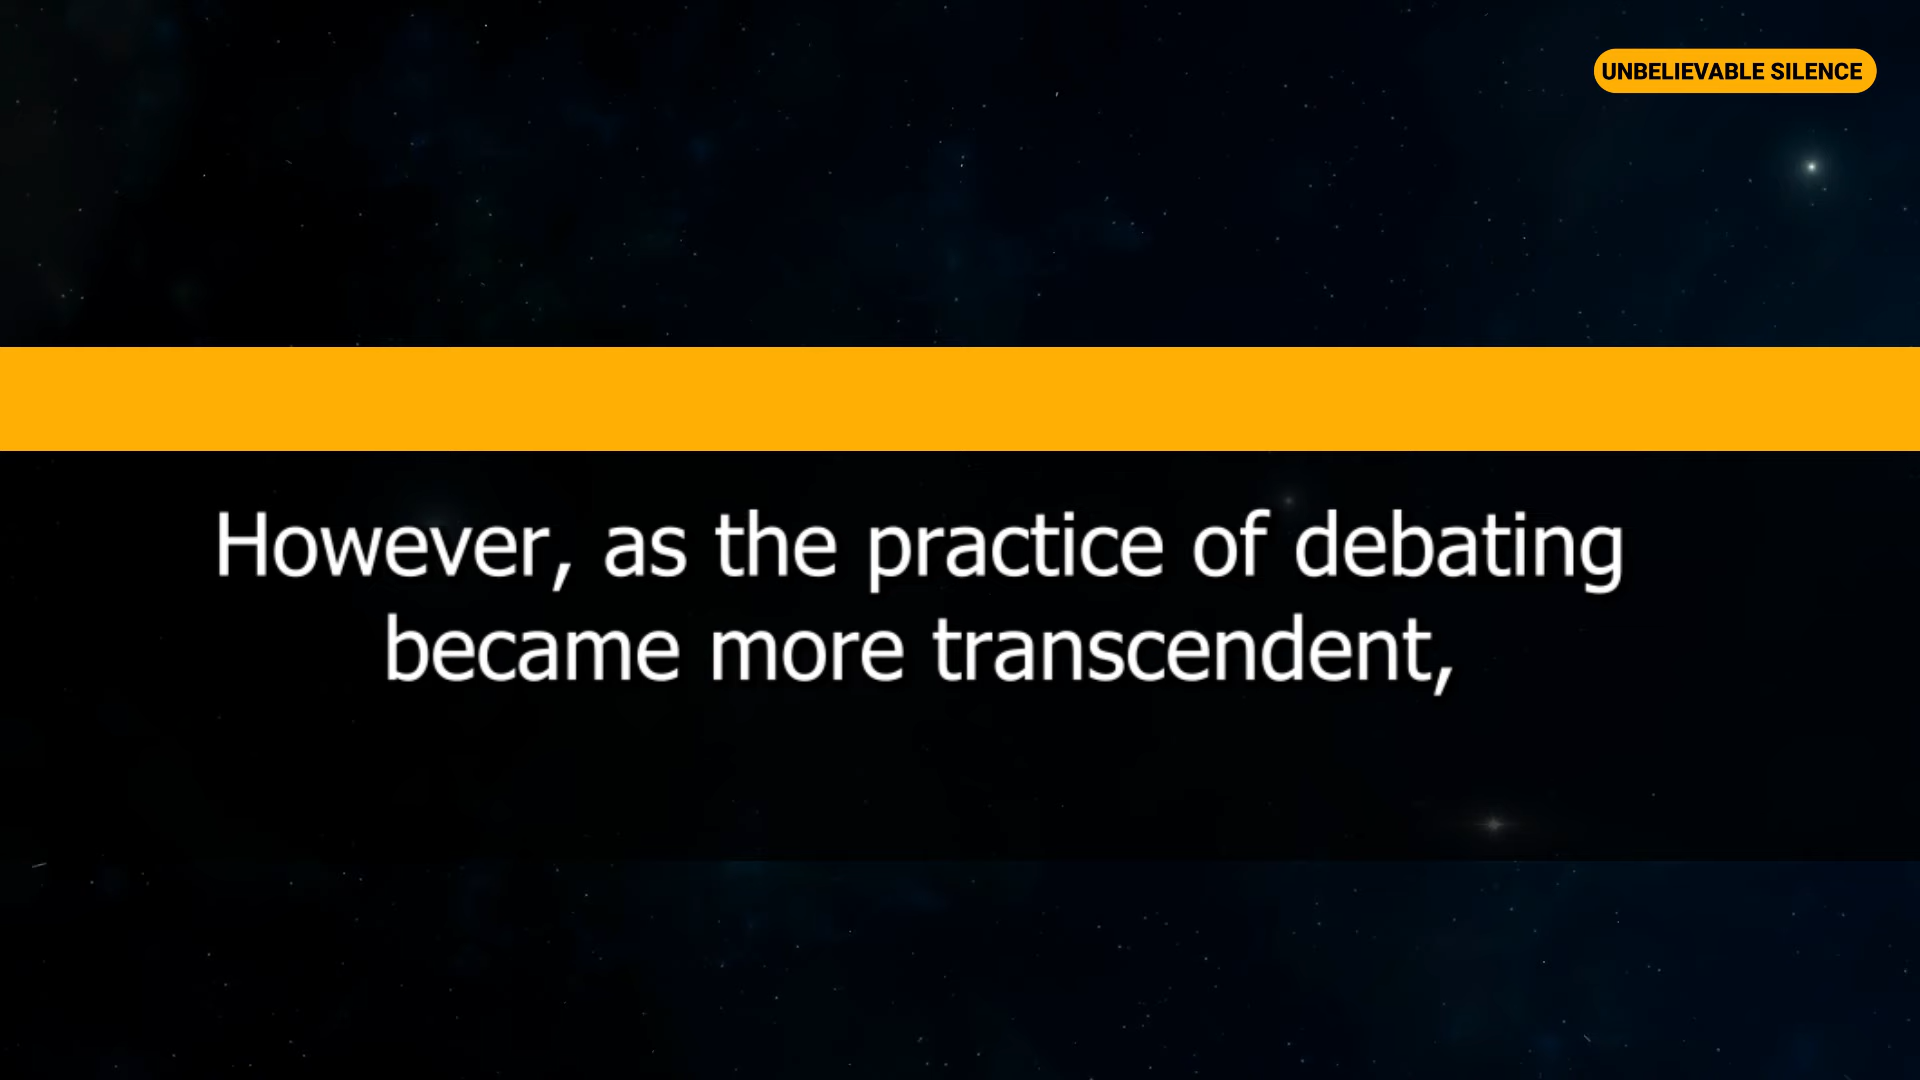 UNBELIEVABLE SILENCE
However, as the practice of debating
became more transcendent,